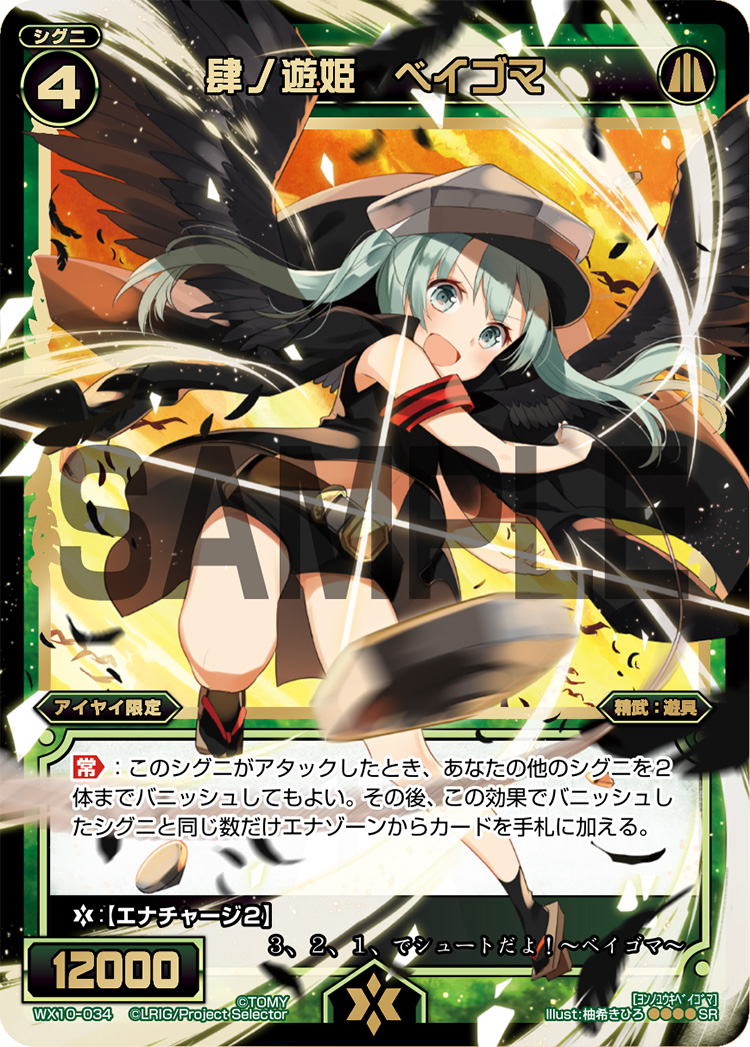 シグニ
4
肆ノ遊姫　ベイゴマ
SAMPLE
アイヤイ限定
精武：遊具
常：このシグニがアタックしたとき、あなたの他のシグニを2
体までバニッシュしてもよい。その後、この効果でバニッシュし
たシグニと同じ数だけエナゾーンからカードを手札に加える。
：【エナチャージ2】
3、2、1、でシュートだよ！～ベイゴマ～
12000
©TOMY
[ヨンノユウキベイゴマ]
WX10-034 ©LRIG/Project Selector
Illust:柚希きひろ SR